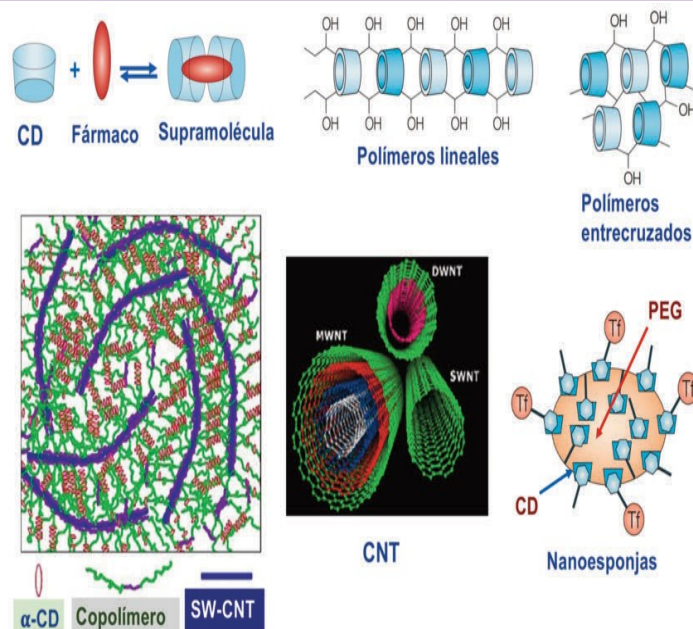 OH OH OH OH OH
CD + Fármaco ⇌ Supramolécula
OH OH OH OH OH
Polímeros lineales
OH OH
OH
OH
OH
Polímeros
entrecruzados
DWNT
MWNT
SWNT
CNT
PEG
Tf
Tf
Tf
Tf
CD
Nanoesponjas
α-CD
Copolímero
SW-CNT